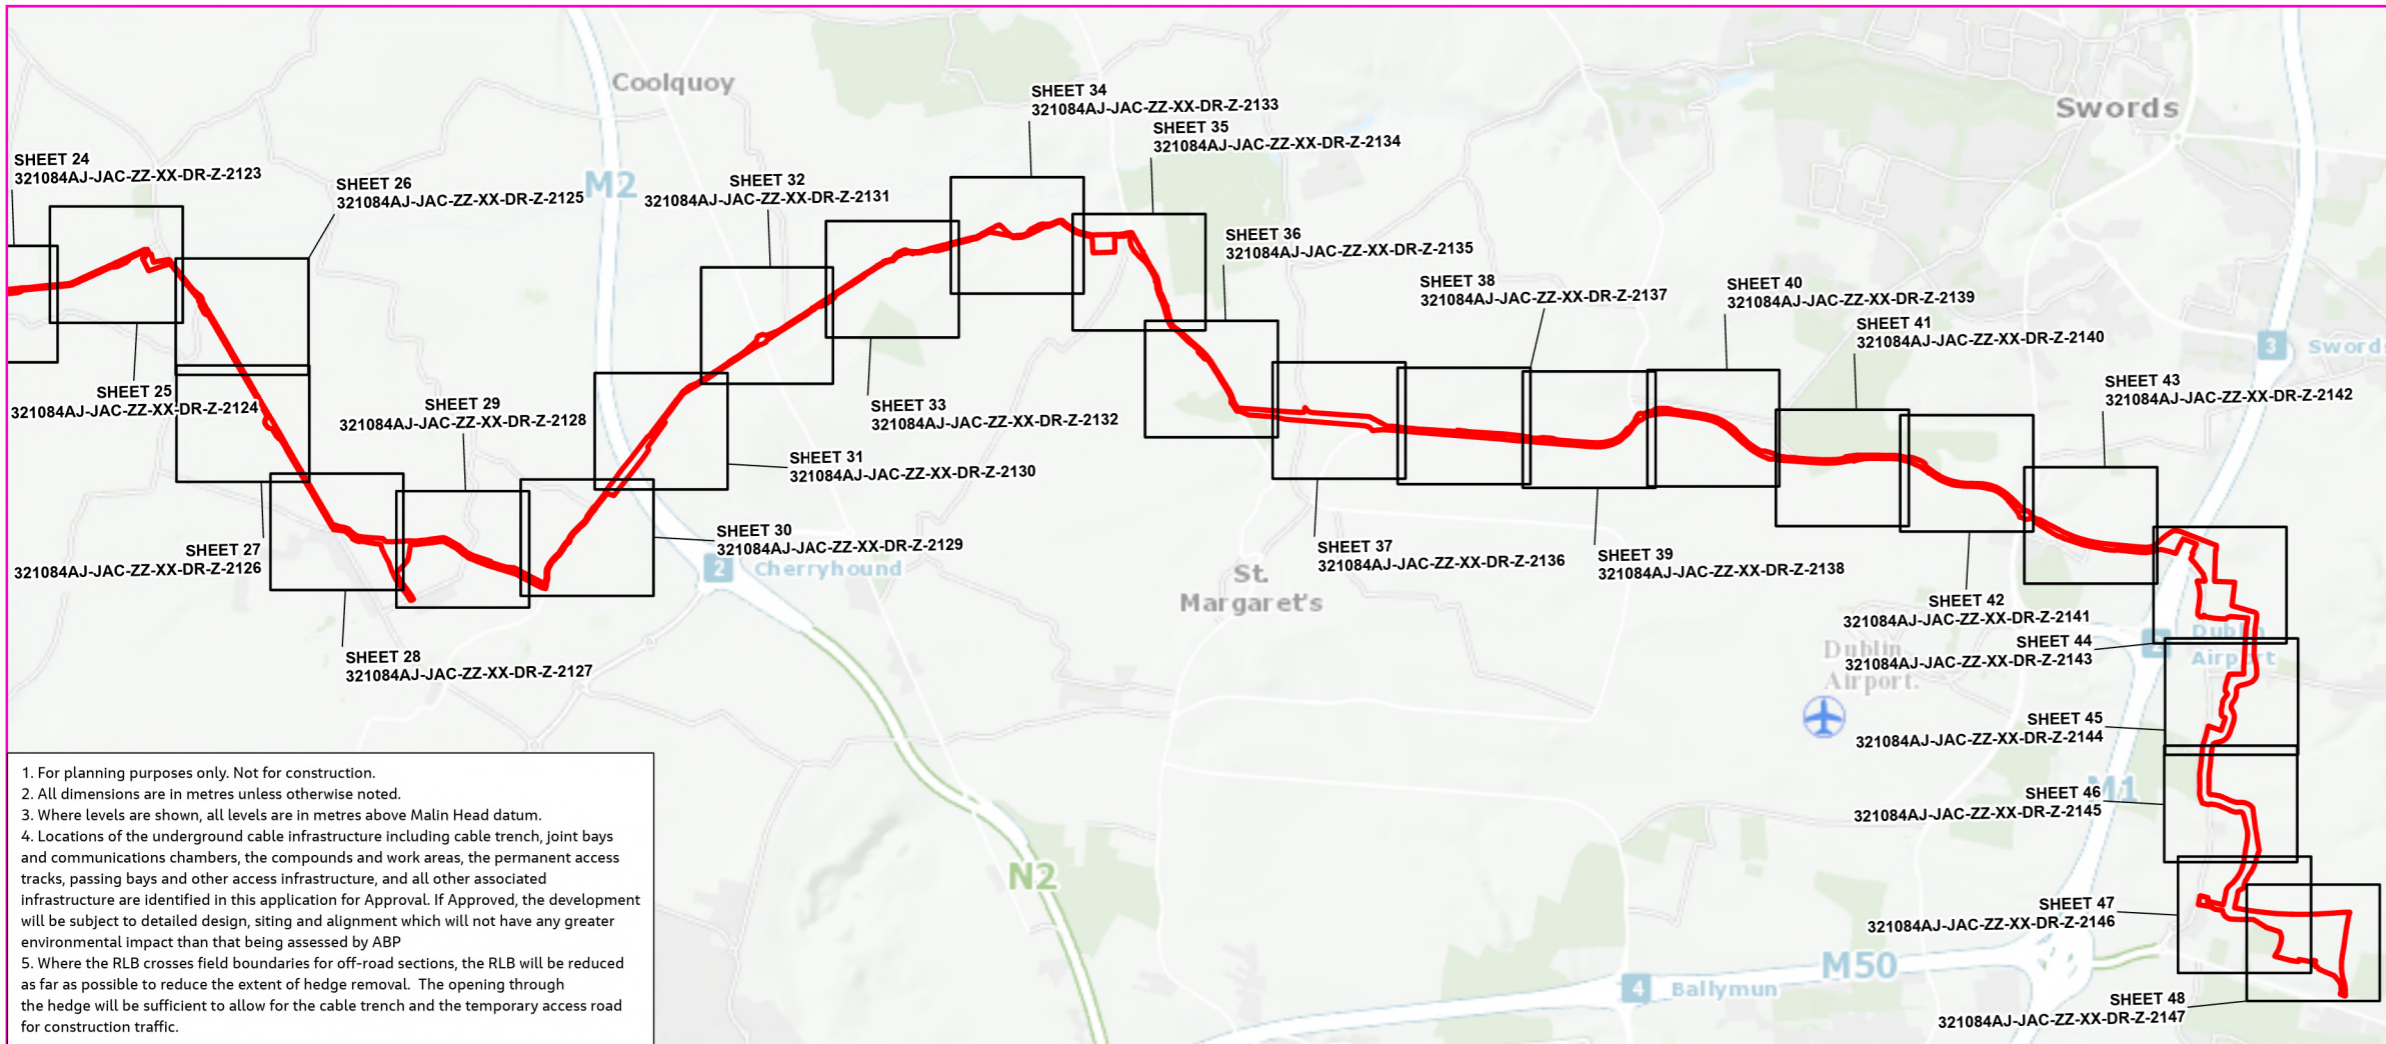 Coolquoy
M2
Swords
SHEET 34
321084AJ-JAC-ZZ-XX-DR-Z-2133
SHEET 35
321084AJ-JAC-ZZ-XX-DR-Z-2134
SHEET 24
321084AJ-JAC-ZZ-XX-DR-Z-2123
SHEET 26
321084AJ-JAC-ZZ-XX-DR-Z-2125
SHEET 32
321084AJ-JAC-ZZ-XX-DR-Z-2131
SHEET 36
321084AJ-JAC-ZZ-XX-DR-Z-2135
SHEET 38
321084AJ-JAC-ZZ-XX-DR-Z-2137
SHEET 40
321084AJ-JAC-ZZ-XX-DR-Z-2139
SHEET 41
321084AJ-JAC-ZZ-XX-DR-Z-2140
3 Swords
SHEET 43
321084AJ-JAC-ZZ-XX-DR-Z-2142
SHEET 25
321084AJ-JAC-ZZ-XX-DR-Z-2124
SHEET 29
321084AJ-JAC-ZZ-XX-DR-Z-2128
SHEET 33
321084AJ-JAC-ZZ-XX-DR-Z-2132
SHEET 31
321084AJ-JAC-ZZ-XX-DR-Z-2130
SHEET 27
321084AJ-JAC-ZZ-XX-DR-Z-2126
SHEET 30
321084AJ-JAC-ZZ-XX-DR-Z-2129
2 Cherryhound
SHEET 37
321084AJ-JAC-ZZ-XX-DR-Z-2136
SHEET 39
321084AJ-JAC-ZZ-XX-DR-Z-2138
St.
Margaret's
SHEET 42
321084AJ-JAC-ZZ-XX-DR-Z-2141
SHEET 44
321084AJ-JAC-ZZ-XX-DR-Z-2143
Dublin
Airport.
2 Dublin
Airport
SHEET 28
321084AJ-JAC-ZZ-XX-DR-Z-2127
SHEET 45
321084AJ-JAC-ZZ-XX-DR-Z-2144
M1
SHEET 46
321084AJ-JAC-ZZ-XX-DR-Z-2145
N2
SHEET 47
321084AJ-JAC-ZZ-XX-DR-Z-2146
M50
4 Ballymun
SHEET 48
321084AJ-JAC-ZZ-XX-DR-Z-2147
1. For planning purposes only. Not for construction.
2. All dimensions are in metres unless otherwise noted.
3. Where levels are shown, all levels are in metres above Malin Head datum.
4. Locations of the underground cable infrastructure including cable trench, joint bays
and communications chambers, the compounds and work areas, the permanent access
tracks, passing bays and other access infrastructure, and all other associated
infrastructure are identified in this application for Approval. If Approved, the development
will be subject to detailed design, siting and alignment which will not have any greater
environmental impact than that being assessed by ABP
5. Where the RLB crosses field boundaries for off-road sections, the RLB will be reduced
as far as possible to reduce the extent of hedge removal. The opening through
the hedge will be sufficient to allow for the cable trench and the temporary access road
for construction traffic.